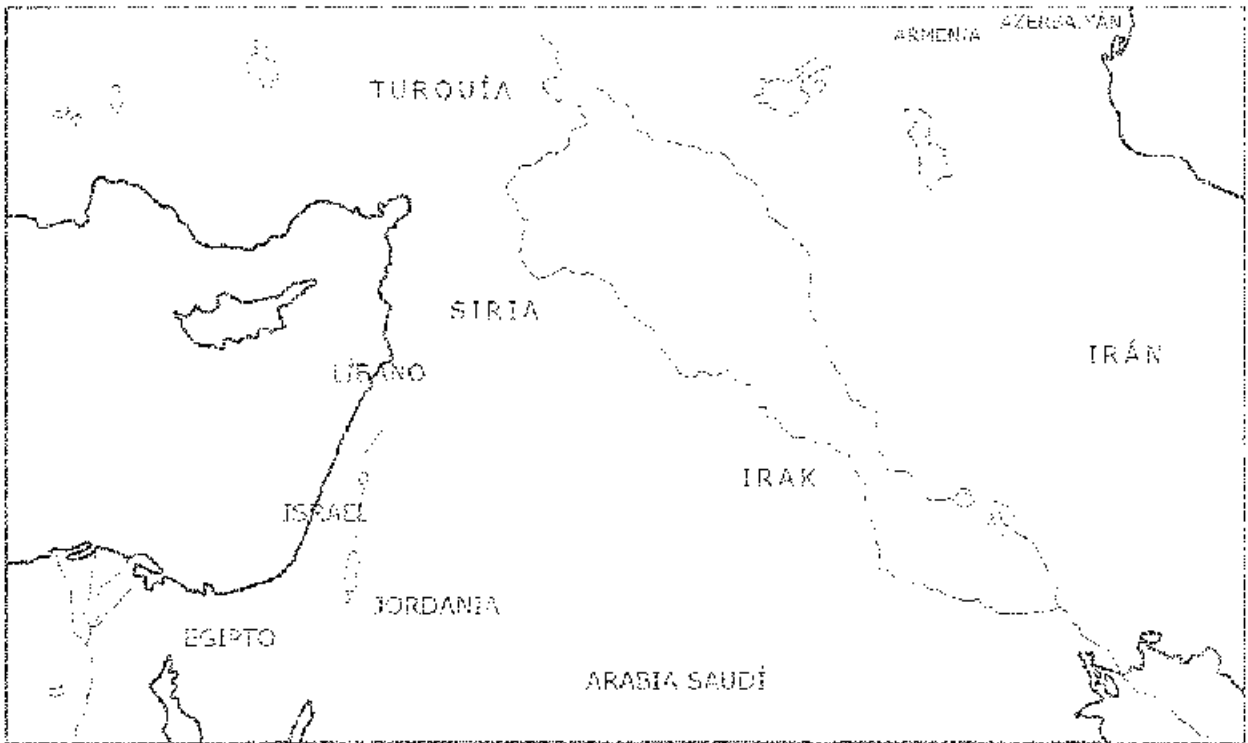 ARMENIA
AZERBAIYÁN
TURQUÍA
SIRIA
LÍBANO
IRÁN
IRAK
ISRAEL
JORDANIA
EGIPTO
ARABIA SAUDÍ